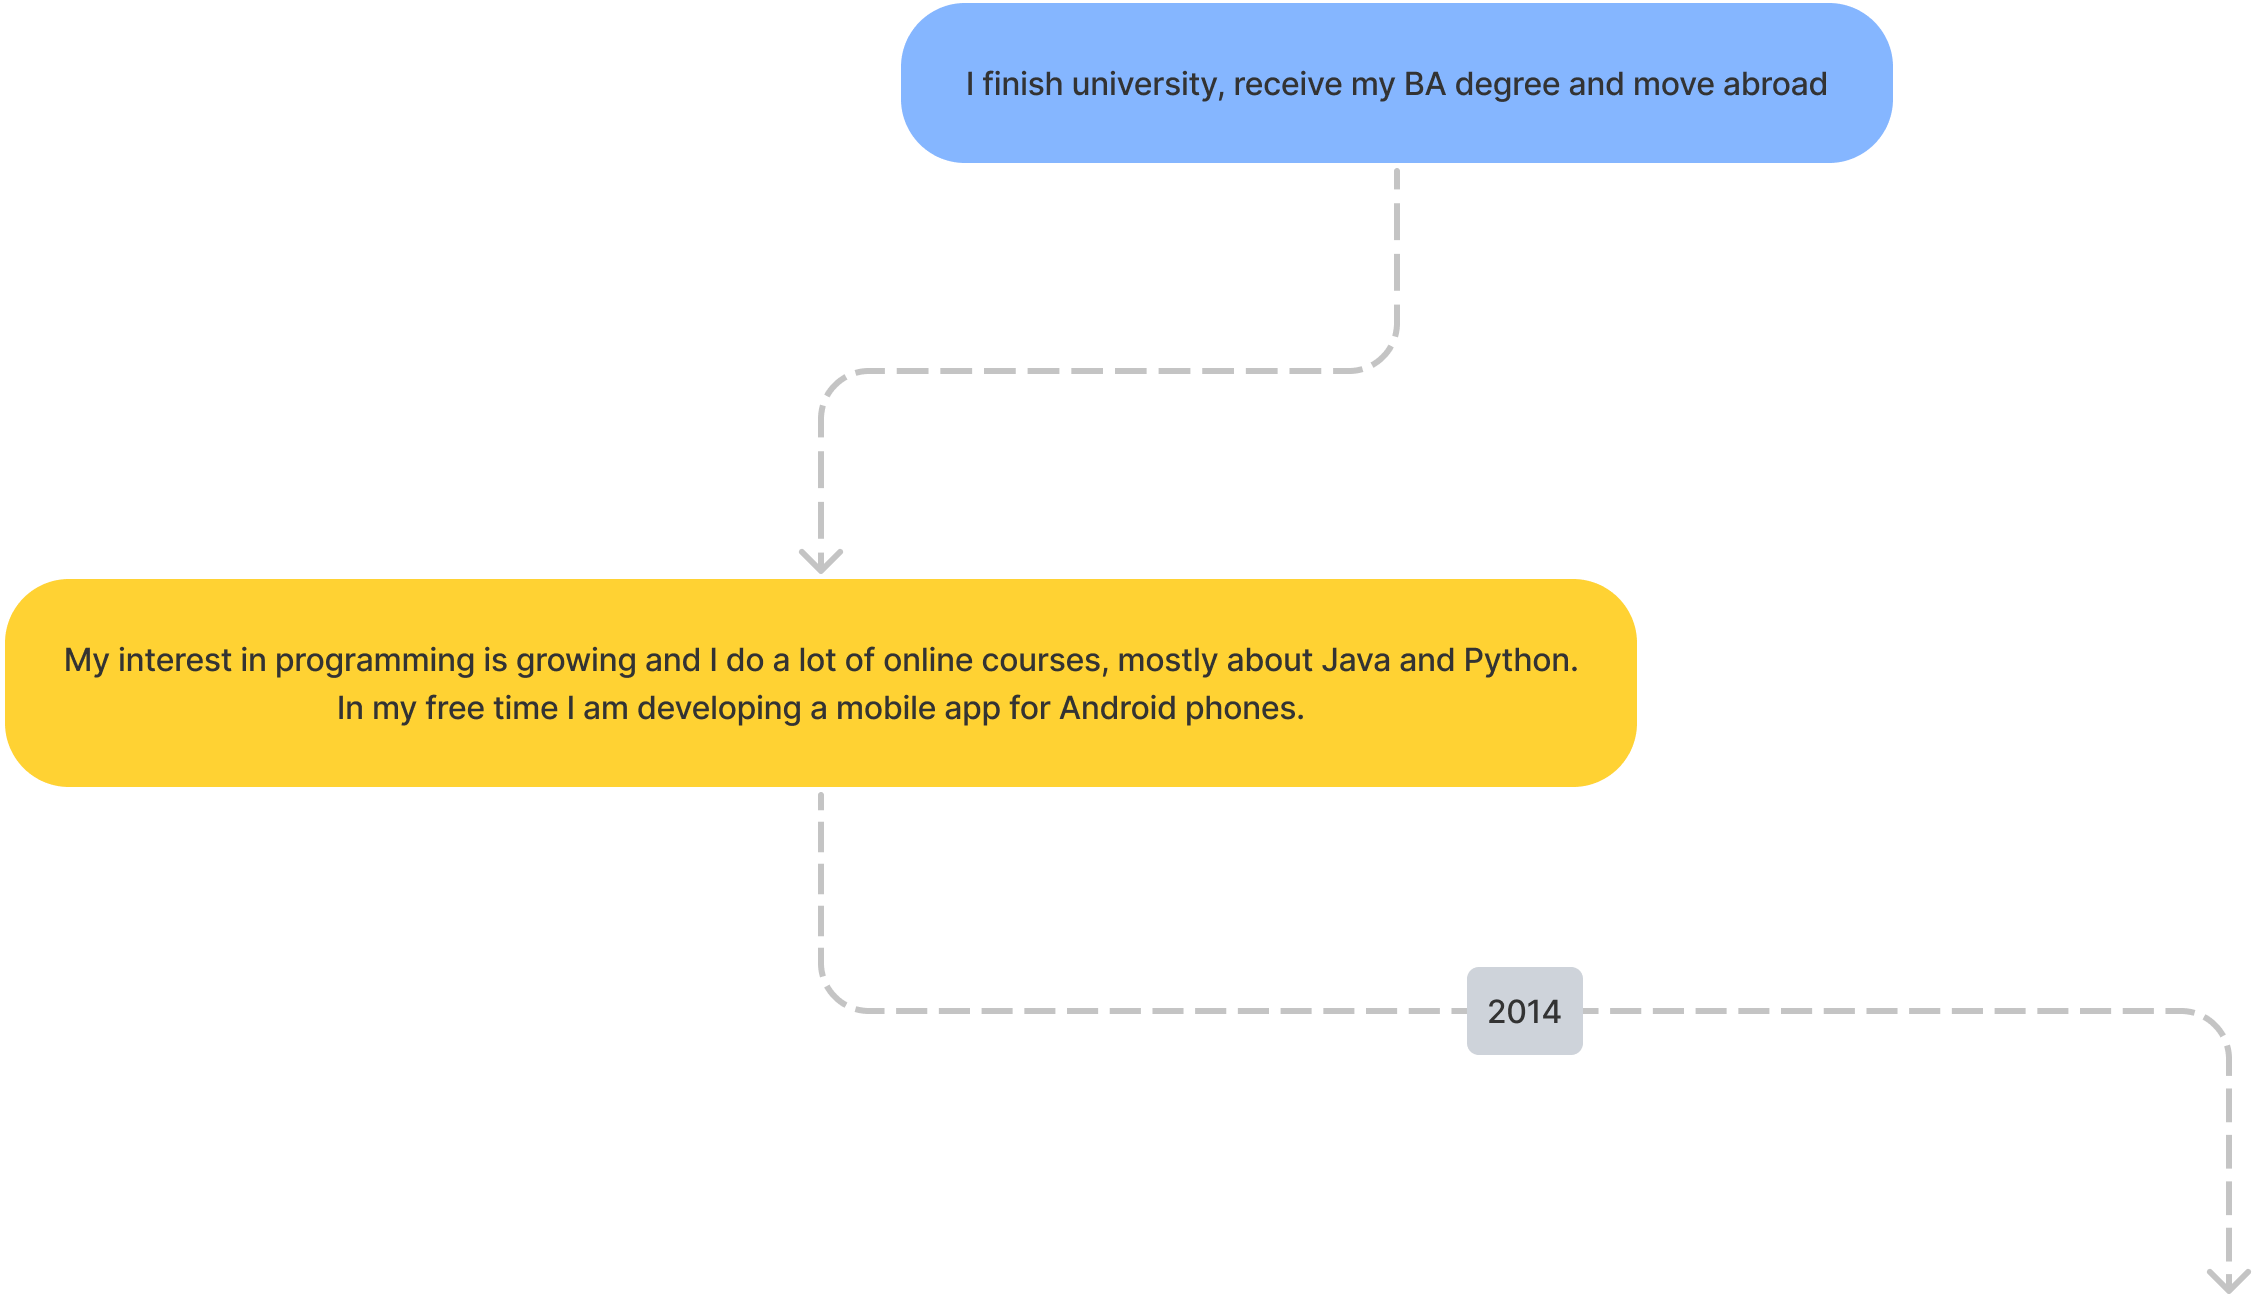 I finish university, receive my BA degree and move abroad
My interest in programming is growing and I do a lot of online courses, mostly about Java and Python.
In my free time I am developing a mobile app for Android phones.
2014